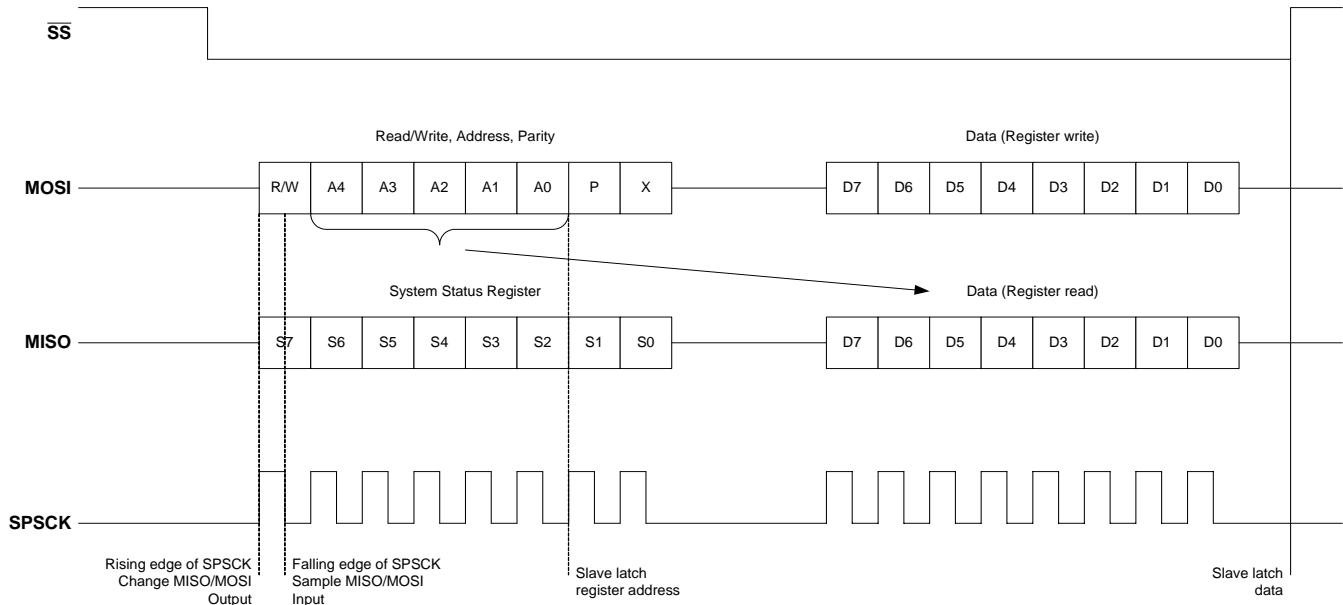 SS
Read/Write, Address, Parity
Data (Register write)
MOSI
R/W A4 A3 A2 A1 A0 P X
D7 D6 D5 D4 D3 D2 D1 D0
System Status Register
Data (Register read)
MISO
S7 S6 S5 S4 S3 S2 S1 S0
D7 D6 D5 D4 D3 D2 D1 D0
SPSCK
Rising edge of SPSCK
Change MISO/MOSI
Output
Falling edge of SPSCK
Sample MISO/MOSI
Input
Slave latch
register address
Slave latch
data